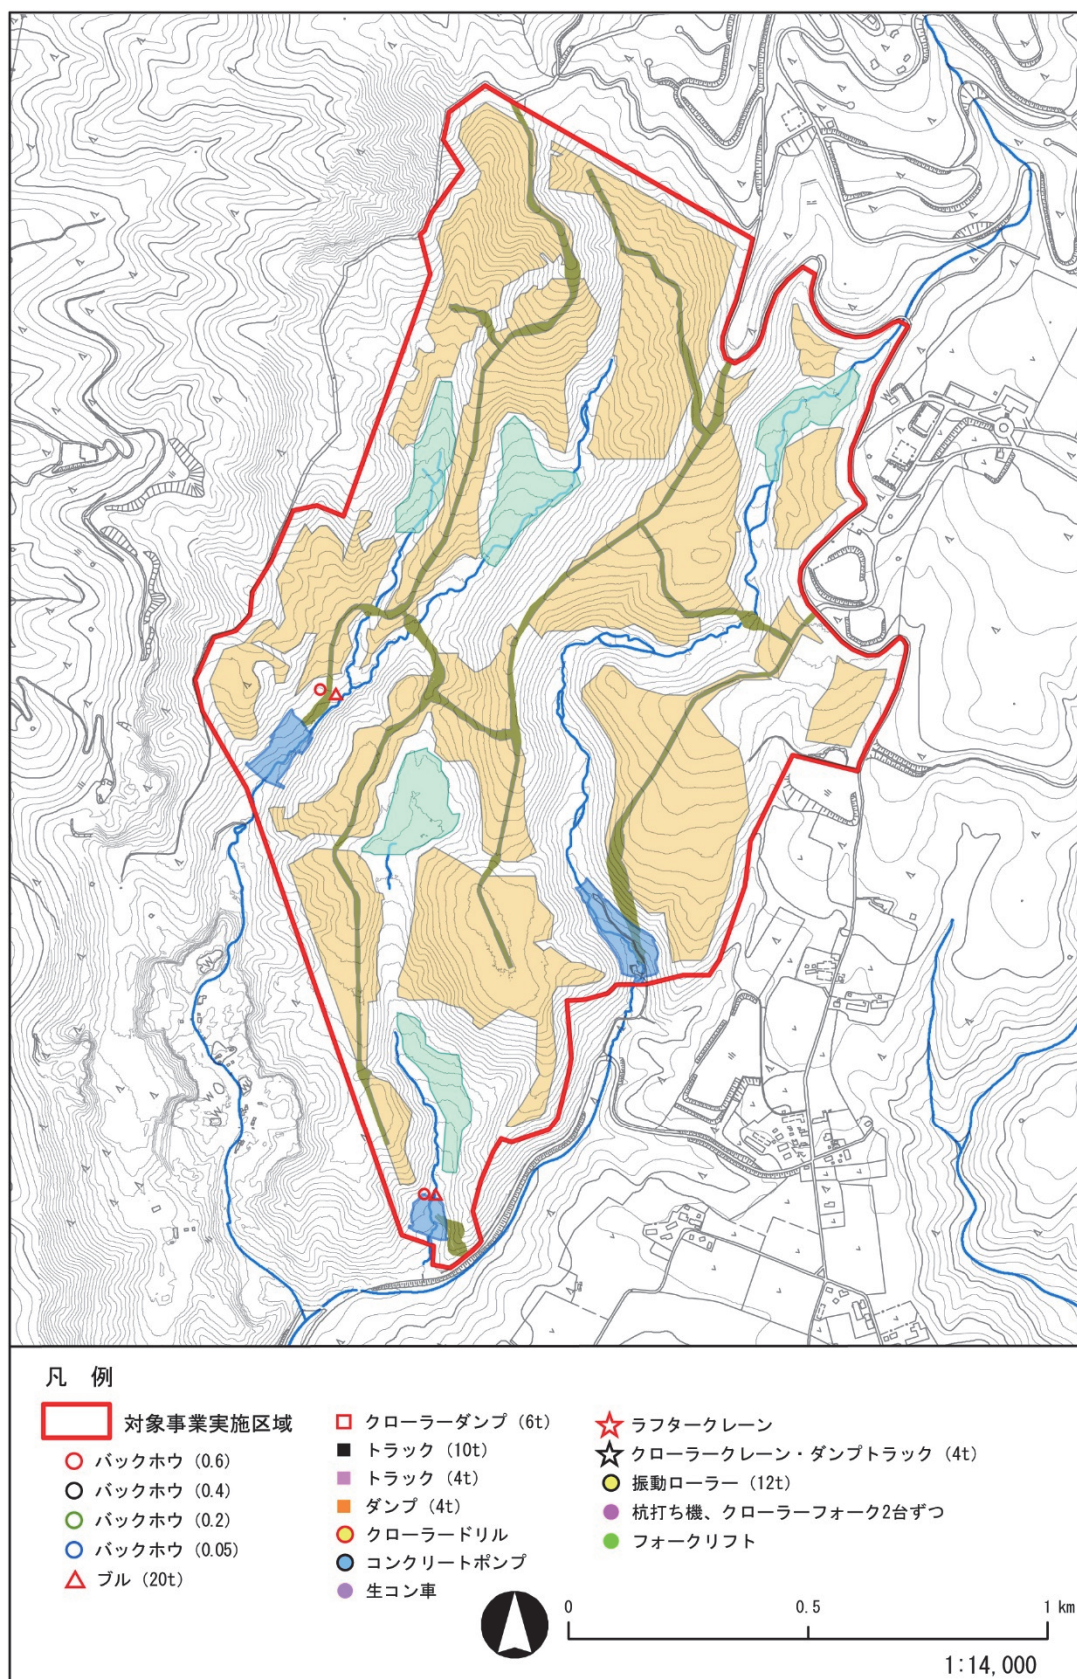 凡 例
対象事業実施区域
バックホウ (0.6)
バックホウ (0.4)
バックホウ (0.2)
バックホウ (0.05)
ブル (20t)
クローラーダンプ (6t)
トラック (10t)
トラック (4t)
ダンプ (4t)
クローラードリル
コンクリートポンプ
生コン車
ラフタークレーン
クローラークレーン・ダンプトラック (4t)
振動ローラー (12t)
杭打ち機、クローラーフォーク2台ずつ
フォークリフト
0 0.5 1 km
1:14,000